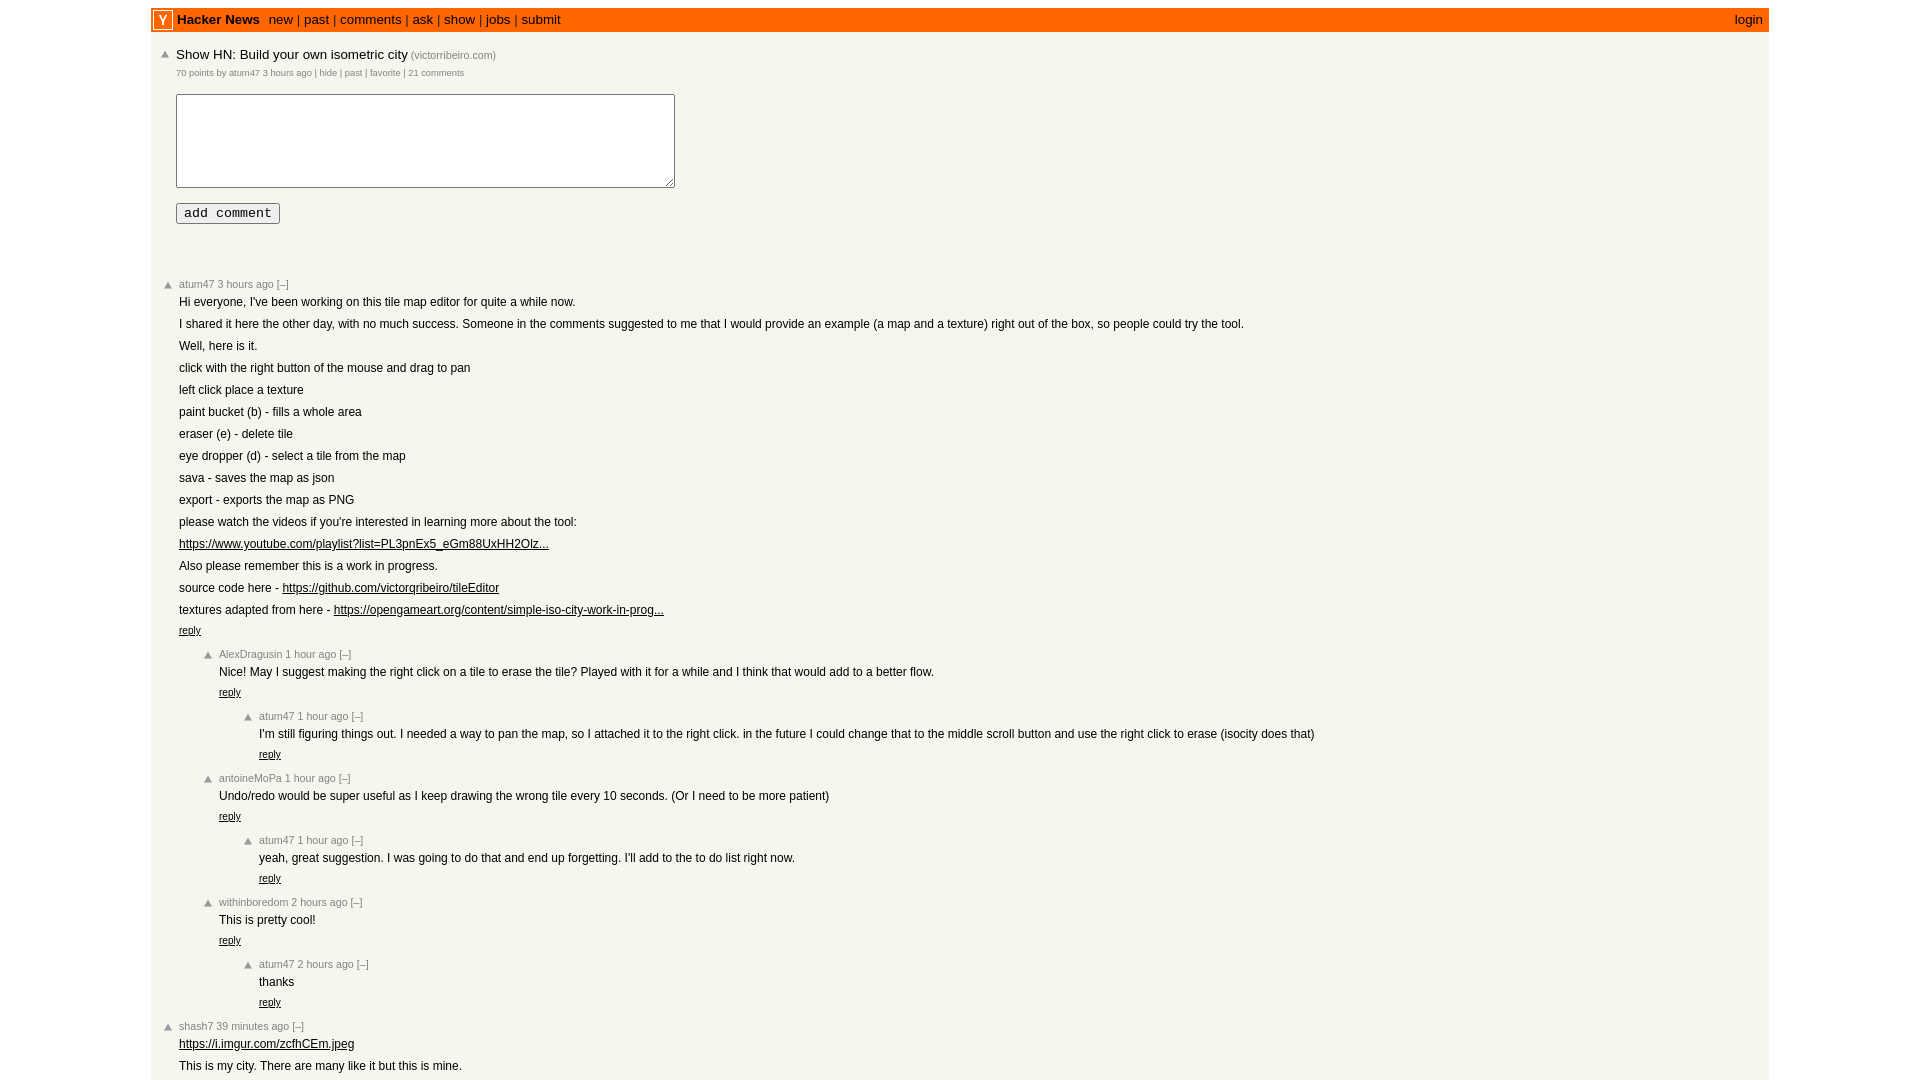 Y Hacker News new | past | comments | ask | show | jobs | submit login
Show HN: Build your own isometric city (victorribeiro.com)
70 points by atum47 3 hours ago | hide | past | favorite | 21 comments
add comment
atum47 3 hours ago [–]
Hi everyone, I've been working on this tile map editor for quite a while now.
I shared it here the other day, with no much success. Someone in the comments suggested to me that I would provide an example (a map and a texture) right out of the box, so people could try the tool.
Well, here is it.
click with the right button of the mouse and drag to pan
left click place a texture
paint bucket (b) - fills a whole area
eraser (e) - delete tile
eye dropper (d) - select a tile from the map
sava - saves the map as json
export - exports the map as PNG
please watch the videos if you're interested in learning more about the tool:
https://www.youtube.com/playlist?list=PL3pnEx5_eGm88UxHH2Olz...
Also please remember this is a work in progress.
source code here - https://github.com/victorqribeiro/tileEditor
textures adapted from here - https://opengameart.org/content/simple-iso-city-work-in-prog...
reply
AlexDragusin 1 hour ago [–]
Nice! May I suggest making the right click on a tile to erase the tile? Played with it for a while and I think that would add to a better flow.
reply
atum47 1 hour ago [–]
I'm still figuring things out. I needed a way to pan the map, so I attached it to the right click. in the future I could change that to the middle scroll button and use the right click to erase (isocity does that)
reply
antoineMoPa 1 hour ago [–]
Undo/redo would be super useful as I keep drawing the wrong tile every 10 seconds. (Or I need to be more patient)
reply
atum47 1 hour ago [–]
yeah, great suggestion. I was going to do that and end up forgetting. I'll add to the to do list right now.
reply
withinboredom 2 hours ago [–]
This is pretty cool!
reply
atum47 2 hours ago [–]
thanks
reply
shash7 39 minutes ago [–]
https://i.imgur.com/zcfhCEm.jpeg
This is my city. There are many like it but this is mine.